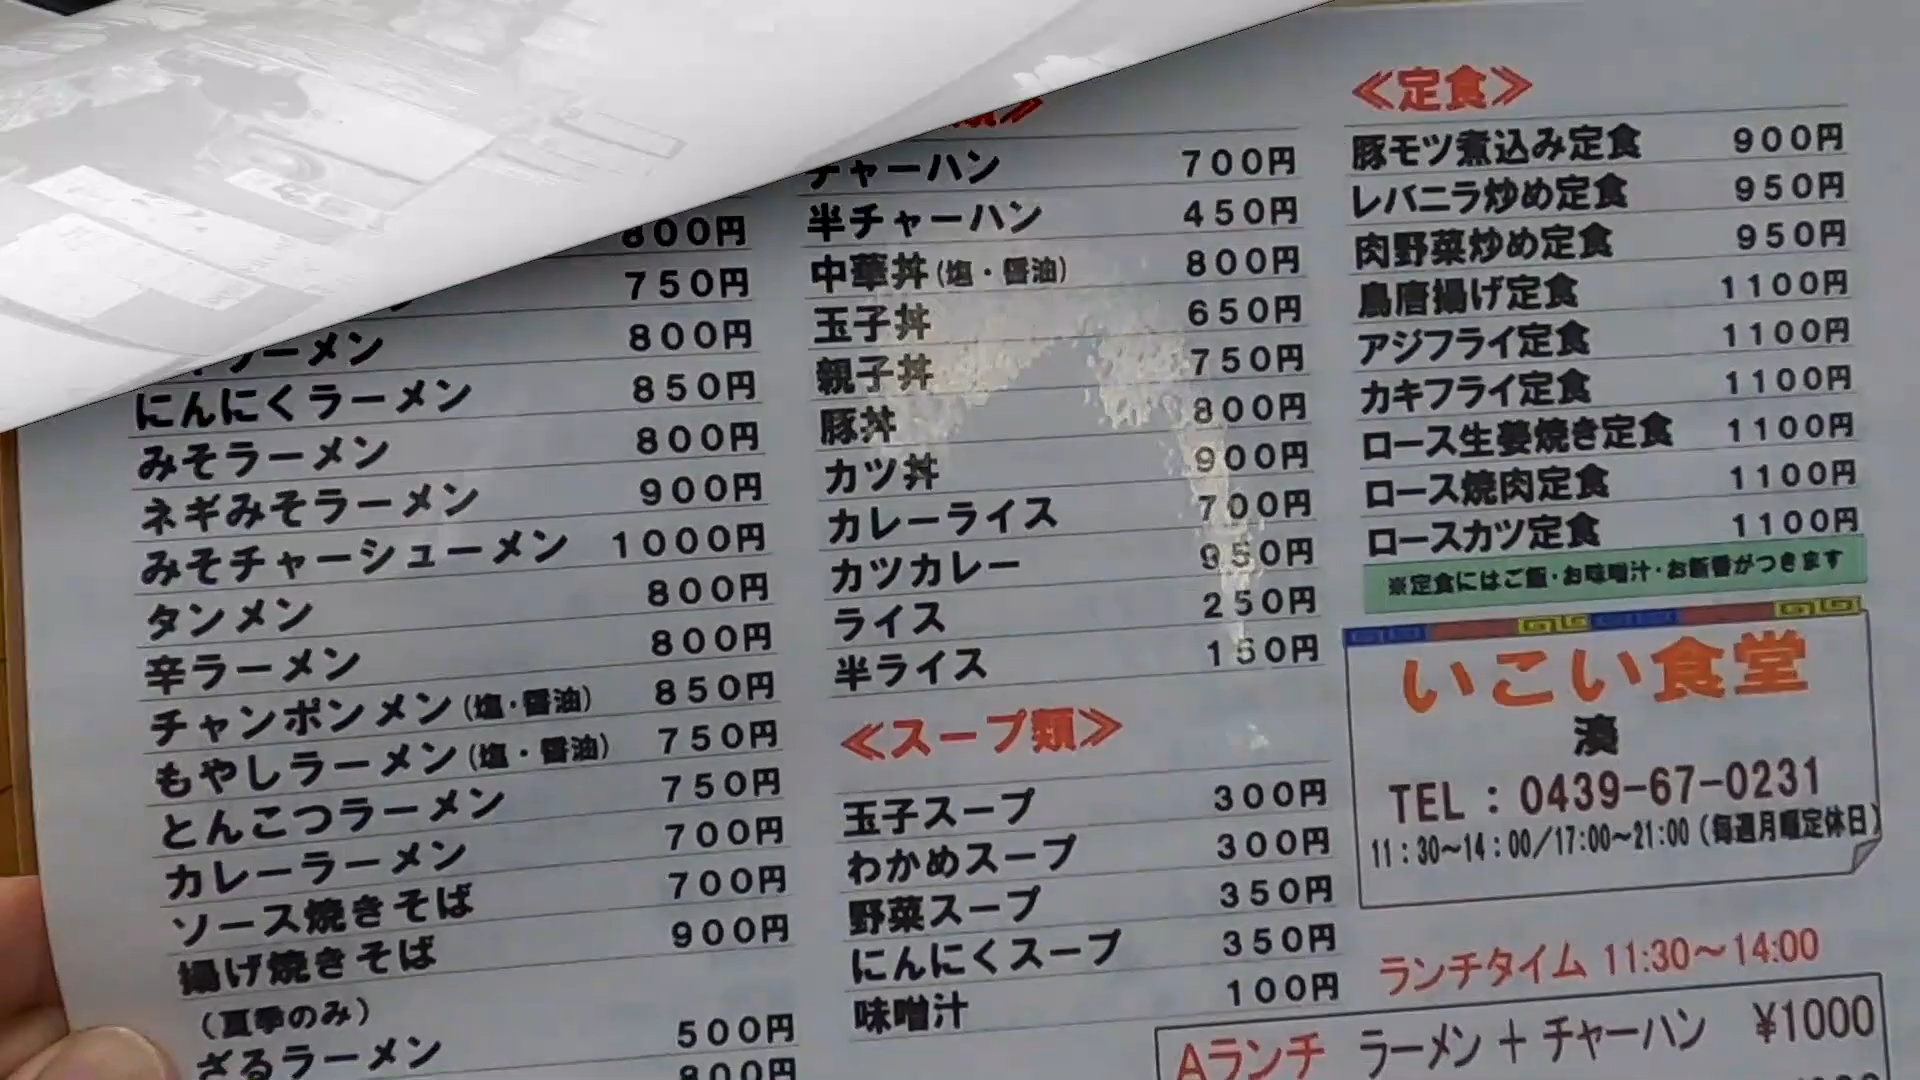 800円
750円
ラーメン 800円
にんにくラーメン 850円
みそラーメン 800円
ネギみそラーメン 900円
みそチャーシューメン 1000円
タンメン 800円
辛ラーメン 800円
チャンポンメン(塩・醤油) 850円
もやしラーメン(塩・醤油) 750円
とんこつラーメン 750円
カレーラーメン 700円
ソース焼きそば 700円
揚げ焼きそば 900円
(夏季のみ)
ざるラーメン 500円
800円
類≫
チャーハン 700円
半チャーハン 450円
中華丼(塩・醤油) 800円
玉子丼 650円
親子丼 750円
豚丼 800円
カツ丼 900円
カレーライス 700円
カツカレー 950円
ライス 250円
半ライス 150円
≪スープ類≫
玉子スープ 300円
わかめスープ 300円
野菜スープ 350円
にんにくスープ 350円
味噌汁 100円
≪定食≫
豚モツ煮込み定食 900円
レバニラ炒め定食 950円
肉野菜炒め定食 950円
鳥唐揚げ定食 1100円
アジフライ定食 1100円
カキフライ定食 1100円
ロース生姜焼き定食 1100円
ロース焼肉定食 1100円
ロースカツ定食 1100円
※定食にはご飯・お味噌汁・お新香がつきます
いこい食堂
湊
TEL：0439-67-0231
11：30～14：00/17:00～21:00（毎週月曜定休日）
ランチタイム 11:30～14:00
Aランチ ラーメン＋チャーハン ¥1000